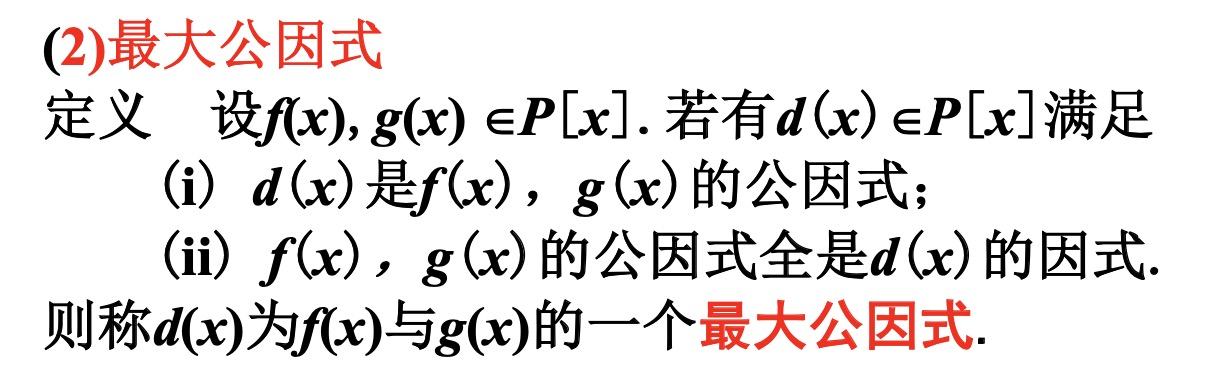 (2)最大公因式
定义 设f(x), g(x) ∈P[x]. 若有d(x)∈P[x]满足
(i) d(x)是f(x)，g(x)的公因式；
(ii) f(x)，g(x)的公因式全是d(x)的因式.
则称d(x)为f(x)与g(x)的一个最大公因式.